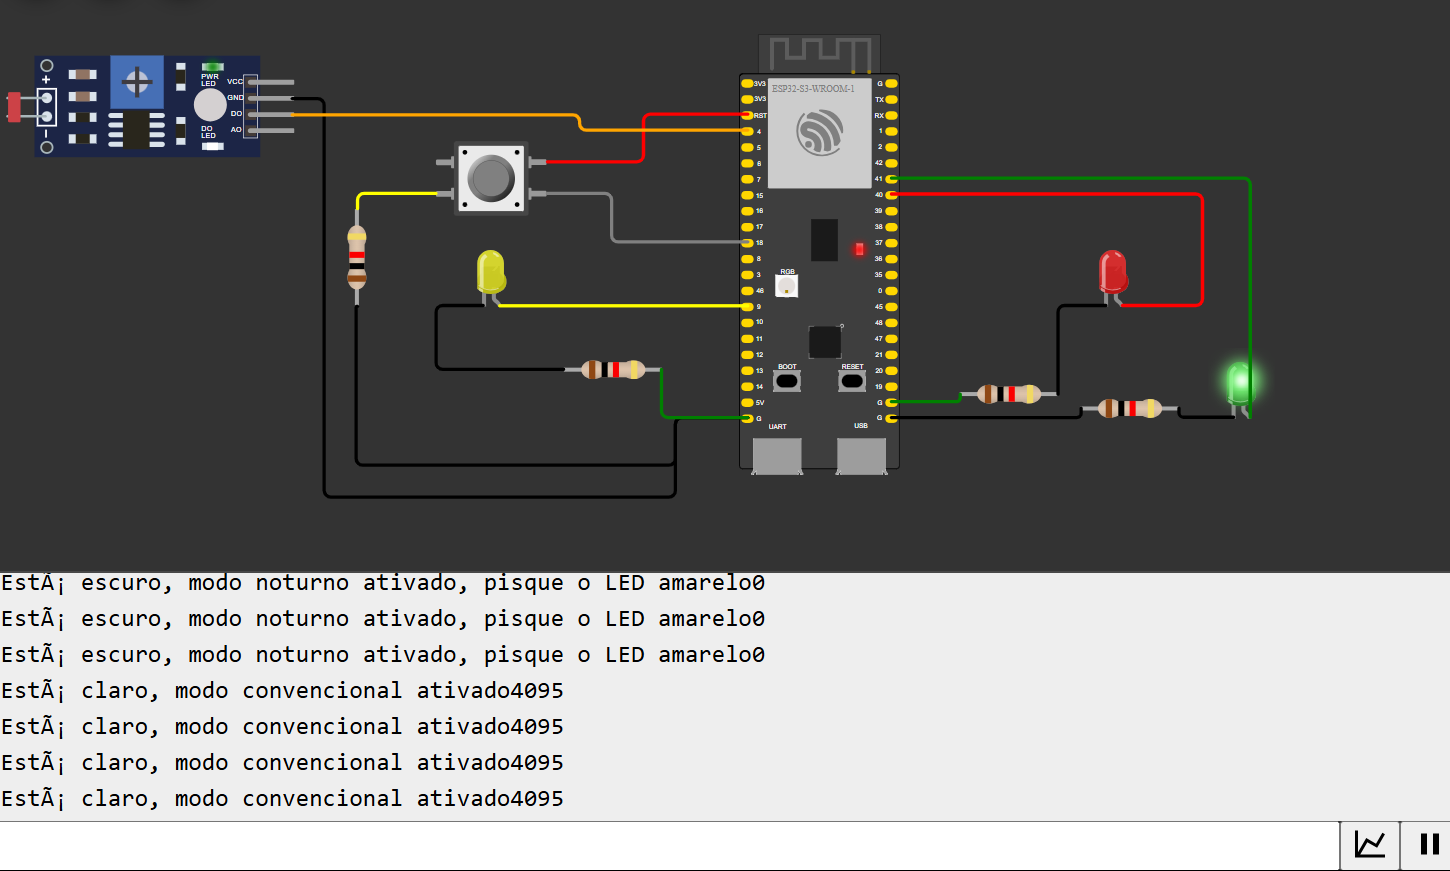 +
PWR
LED
VCC
GND
DO
AO
DO
LED
−
ESP32-S3-WROOM-1
3V3
3V3
RST
4
5
6
7
15
16
17
18
8
3
46
9
10
11
12
13
14
5V
G
G
TX
RX
1
2
42
41
40
39
38
37
36
35
0
45
48
47
21
20
19
G
G
RGB
BOOT
RESET
UART
USB
EstÃ¡ escuro, modo noturno ativado, pisque o LED amarelo0
EstÃ¡ escuro, modo noturno ativado, pisque o LED amarelo0
EstÃ¡ escuro, modo noturno ativado, pisque o LED amarelo0
EstÃ¡ claro, modo convencional ativado4095
EstÃ¡ claro, modo convencional ativado4095
EstÃ¡ claro, modo convencional ativado4095
EstÃ¡ claro, modo convencional ativado4095